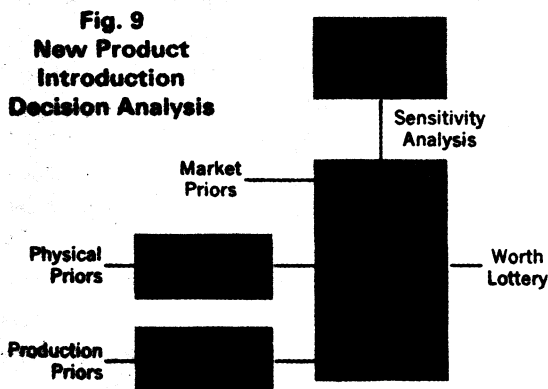 Fig. 9
New Product
Introduction
Decision Analysis
Sensitivity
Analysis
Market
Priors
Physical
Priors
Worth
Lottery
Production
Priors